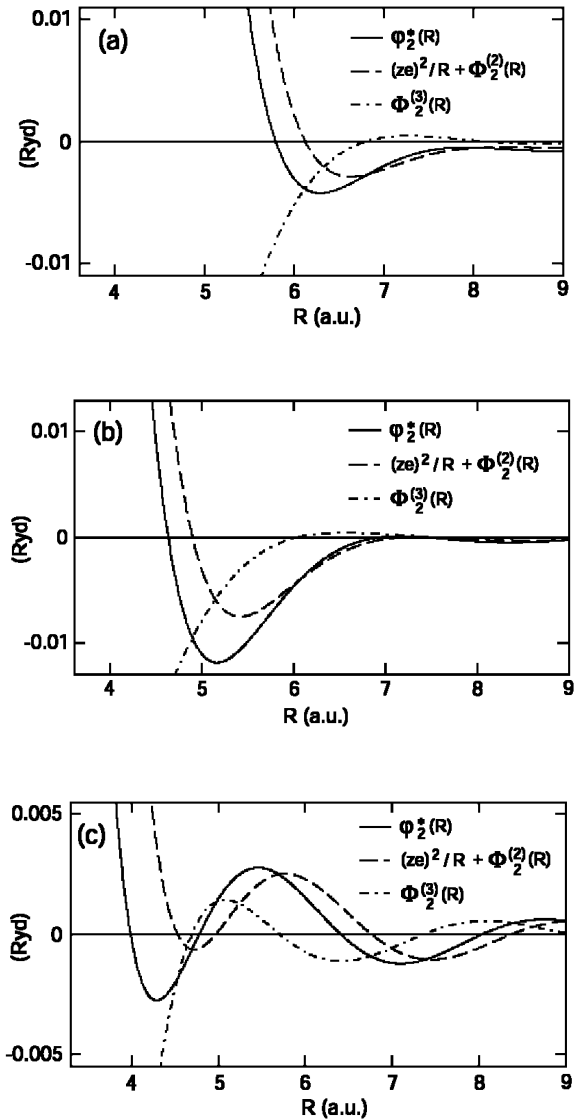 0.01
(a)
φ₂*(R)
(ze)²/R + Φ₂⁽²⁾(R)
Φ₂⁽³⁾(R)
(Ryd)
0
-0.01
4 5 6 7 8 9
R (a.u.)
0.01
(b)
φ₂*(R)
(ze)²/R + Φ₂⁽²⁾(R)
Φ₂⁽³⁾(R)
(Ryd)
0
-0.01
4 5 6 7 8 9
R (a.u.)
0.005
(c)
φ₂*(R)
(ze)²/R + Φ₂⁽²⁾(R)
Φ₂⁽³⁾(R)
(Ryd)
0
-0.005
4 5 6 7 8 9
R (a.u.)